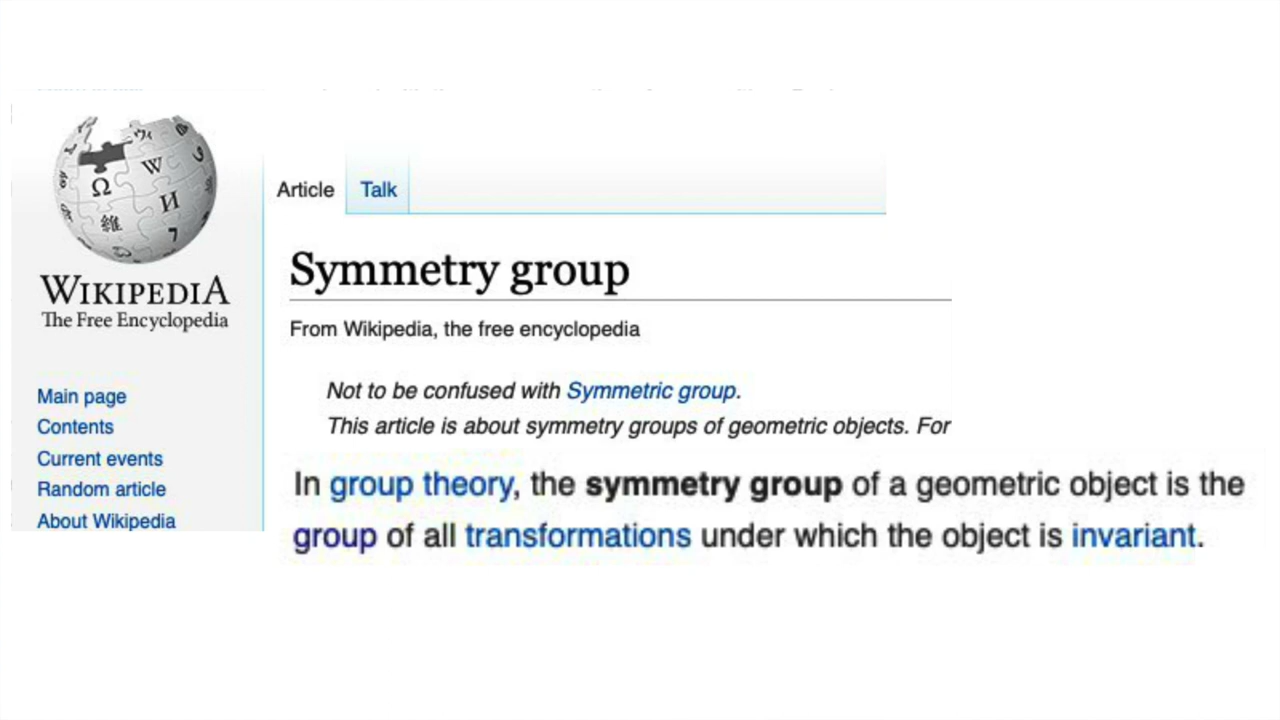 Article Talk
Symmetry group
WIKIPEDIA
The Free Encyclopedia
From Wikipedia, the free encyclopedia
Main page
Contents
Current events
Random article
About Wikipedia
Not to be confused with Symmetric group.
This article is about symmetry groups of geometric objects. For
In group theory, the symmetry group of a geometric object is the
group of all transformations under which the object is invariant.